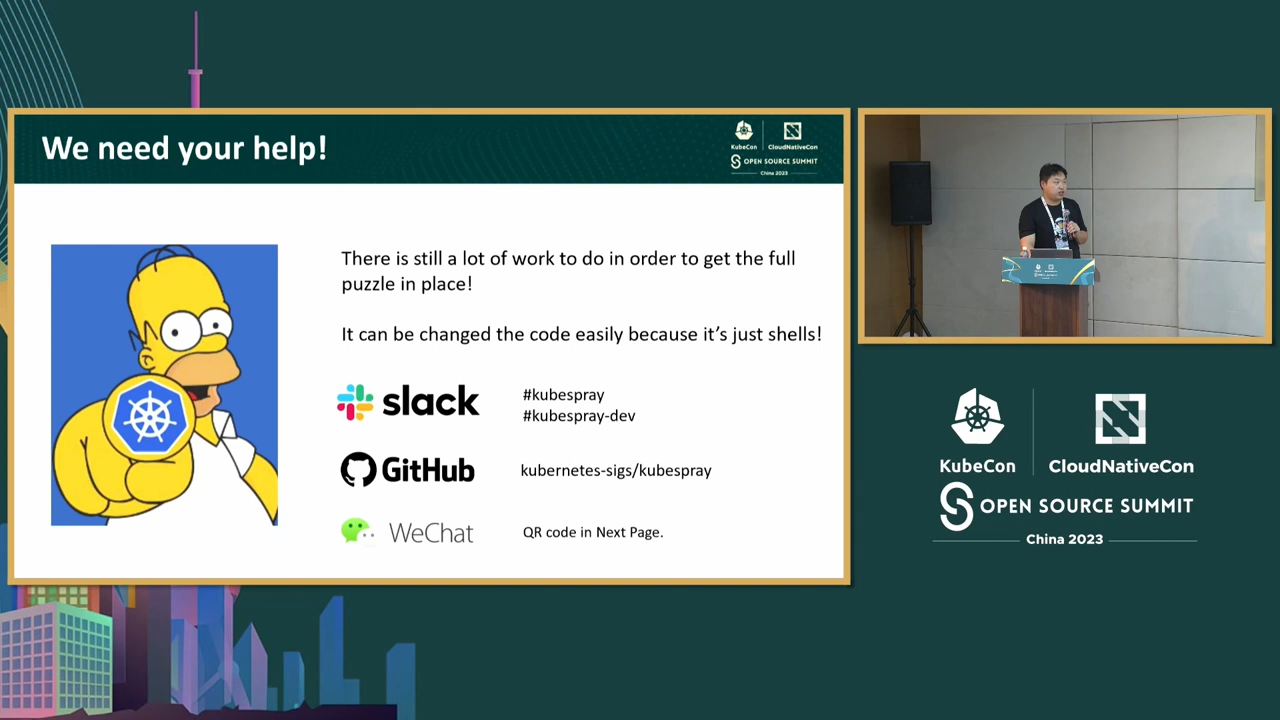 We need your help!
KubeCon
CloudNativeCon
OPEN SOURCE SUMMIT
China 2023
There is still a lot of work to do in order to get the full
puzzle in place!
It can be changed the code easily because it’s just shells!
slack
#kubespray
#kubespray-dev
GitHub
kubernetes-sigs/kubespray
WeChat
QR code in Next Page.
KubeCon
CloudNativeCon
OPEN SOURCE SUMMIT
China 2023